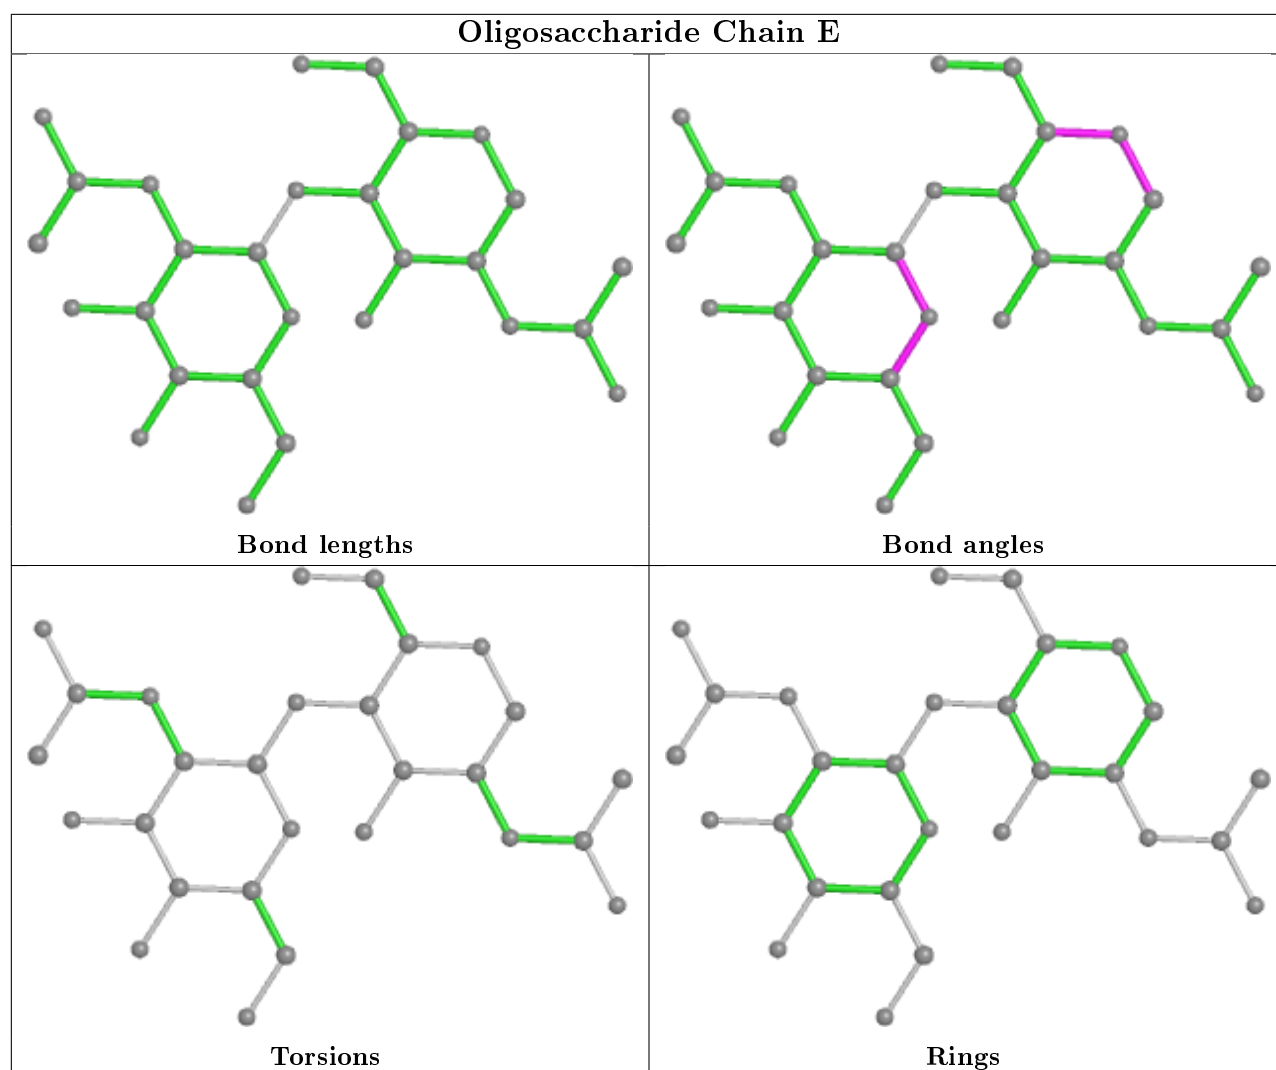 Oligosaccharide Chain E
Bond lengths
Bond angles
Torsions
Rings